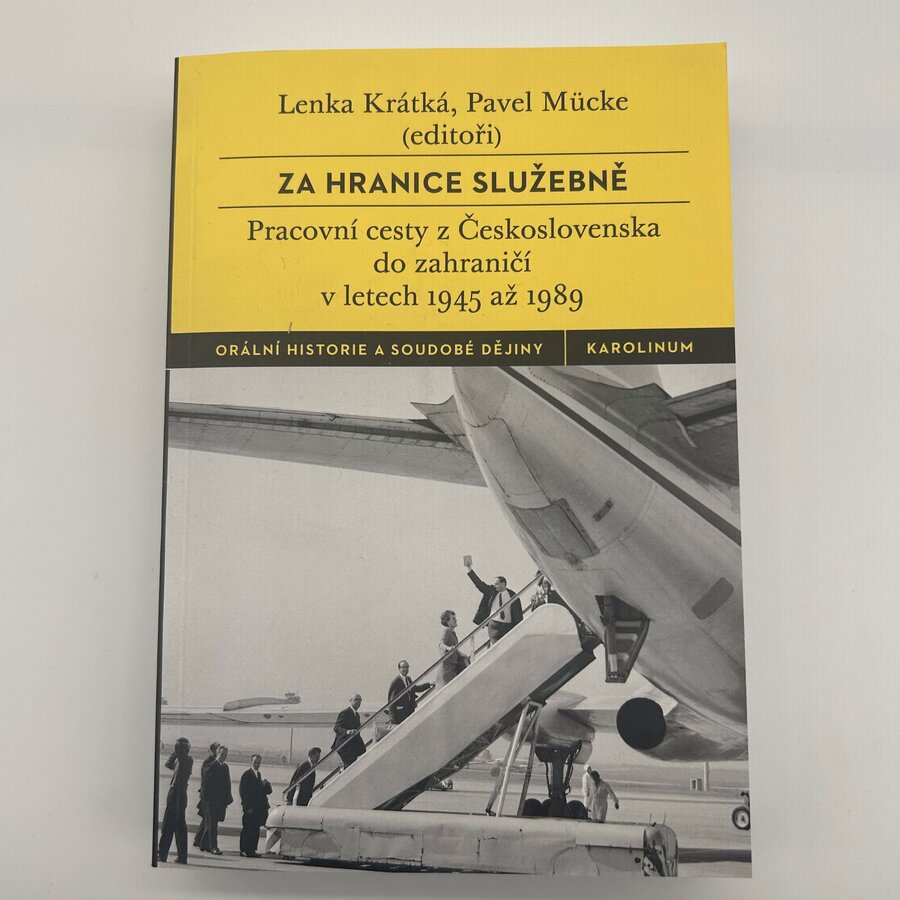 Lenka Krátká, Pavel Mücke
(editoři)
ZA HRANICE SLUŽEBNĚ
Pracovní cesty z Československa
do zahraničí
v letech 1945 až 1989
ORÁLNÍ HISTORIE A SOUDOBÉ DĚJINY KAROLINUM